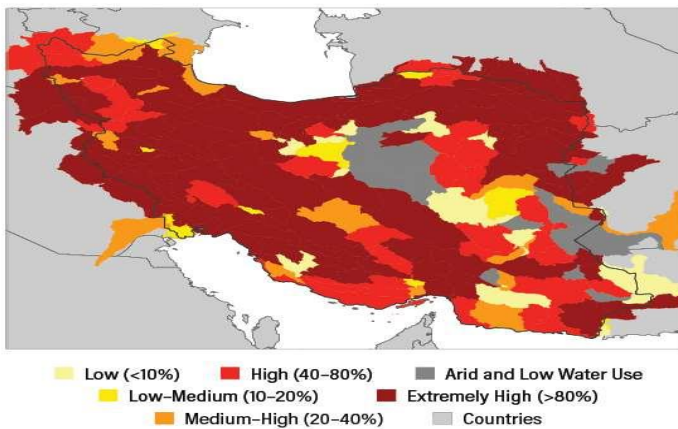 Low (<10%) High (40–80%) Arid and Low Water Use
Low–Medium (10–20%) Extremely High (>80%)
Medium–High (20–40%) Countries